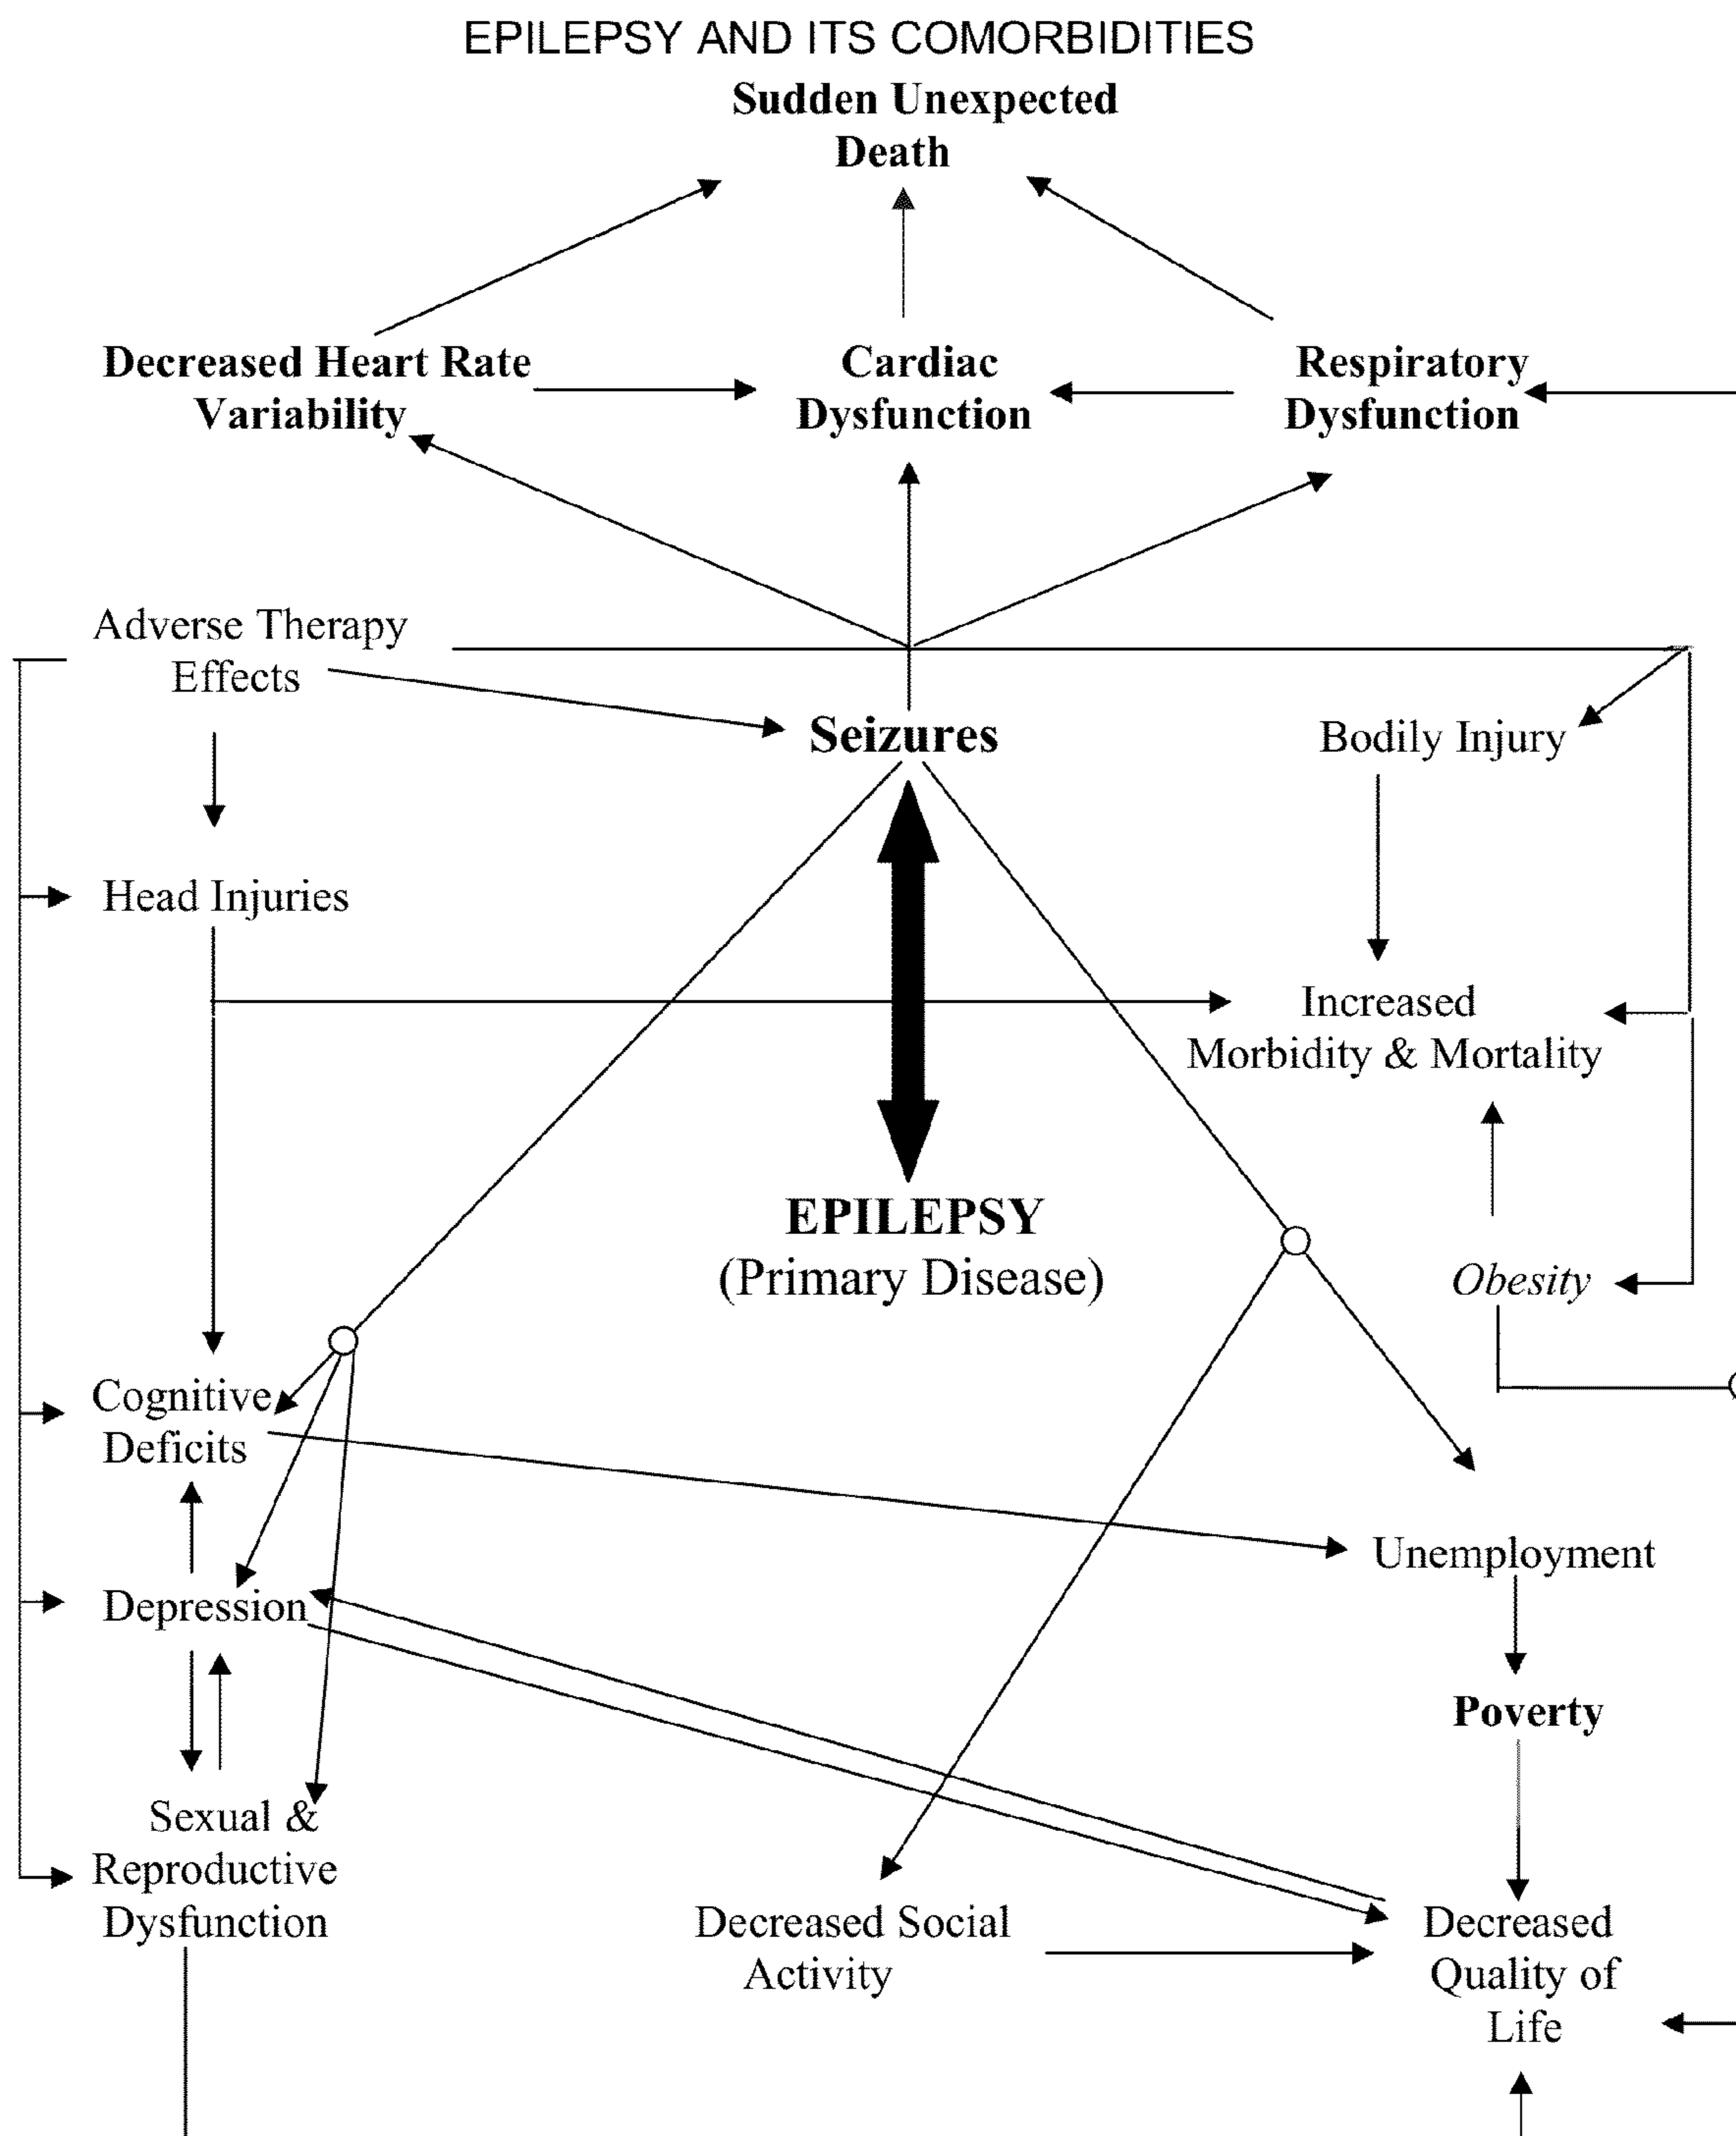 EPILEPSY AND ITS COMORBIDITIES
Sudden Unexpected
Death
Decreased Heart Rate
Variability
Cardiac
Dysfunction
Respiratory
Dysfunction
Adverse Therapy
Effects
Seizures
Bodily Injury
Head Injuries
Increased
Morbidity & Mortality
EPILEPSY
(Primary Disease)
Obesity
Cognitive
Deficits
Unemployment
Depression
Poverty
Sexual &
Reproductive
Dysfunction
Decreased Social
Activity
Decreased
Quality of
Life